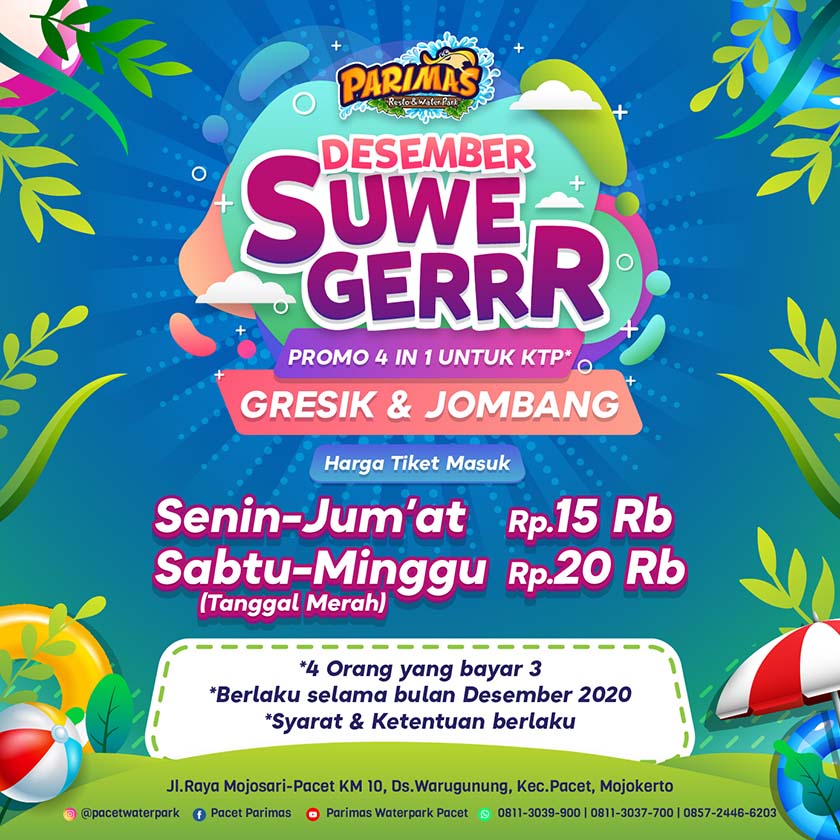 PARIMAS
Resto & Water Park
DESEMBER
SUWE
GERRR
PROMO 4 IN 1 UNTUK KTP*
GRESIK & JOMBANG
Harga Tiket Masuk
Senin-Jum'at Rp.15 Rb
Sabtu-Minggu Rp.20 Rb
(Tanggal Merah)
*4 Orang yang bayar 3
*Berlaku selama bulan Desember 2020
*Syarat & Ketentuan berlaku
Jl.Raya Mojosari-Pacet KM 10, Ds.Warugunung, Kec.Pacet, Mojokerto
@pacetwaterpark Pacet Parimas Parimas Waterpark Pacet 0811-3039-900 | 0811-3037-700 | 0857-2446-6203